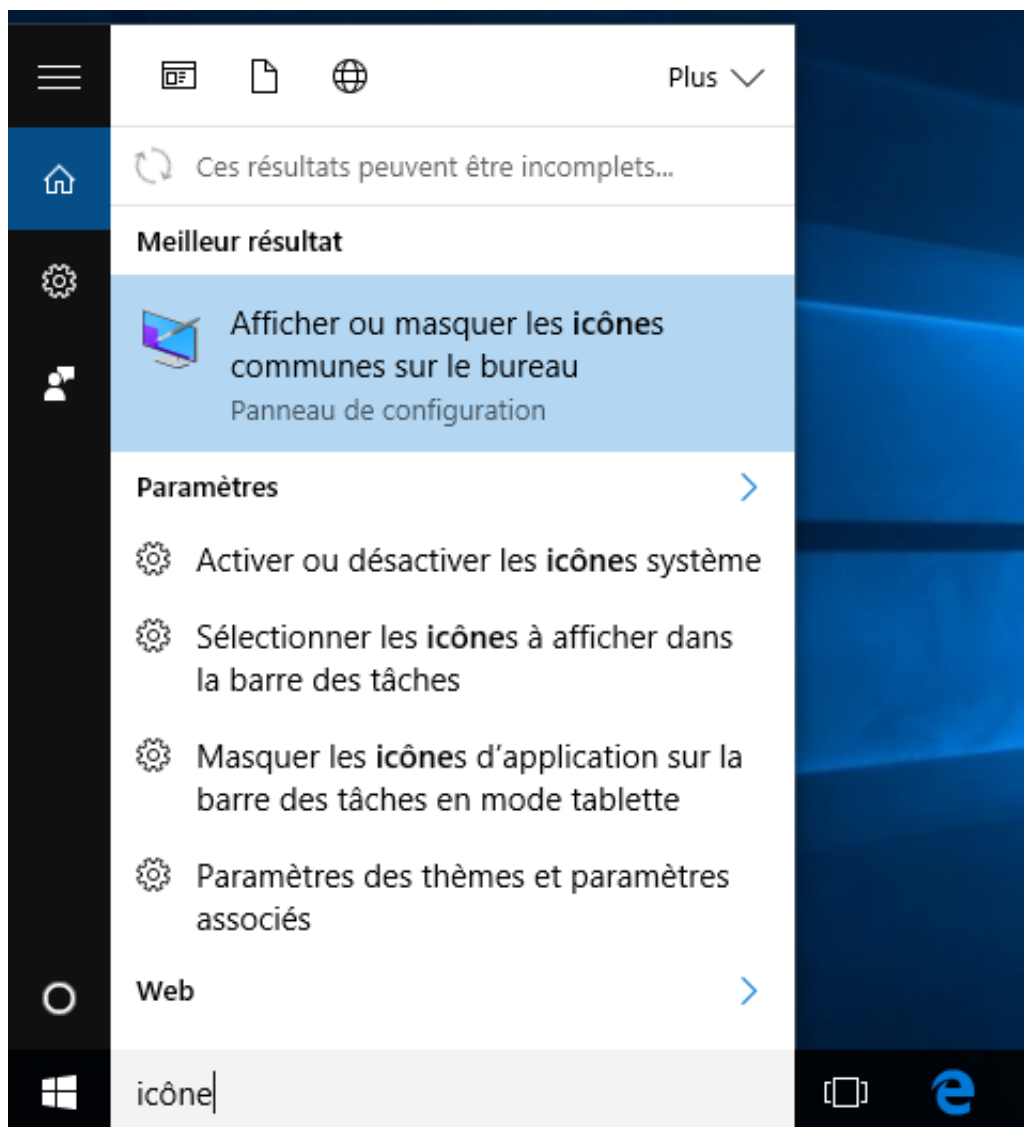 Plus
Ces résultats peuvent être incomplets...
Meilleur résultat
Afficher ou masquer les icônes
communes sur le bureau
Panneau de configuration
Paramètres
Activer ou désactiver les icônes système
Sélectionner les icônes à afficher dans
la barre des tâches
Masquer les icônes d’application sur la
barre des tâches en mode tablette
Paramètres des thèmes et paramètres
associés
Web
icône